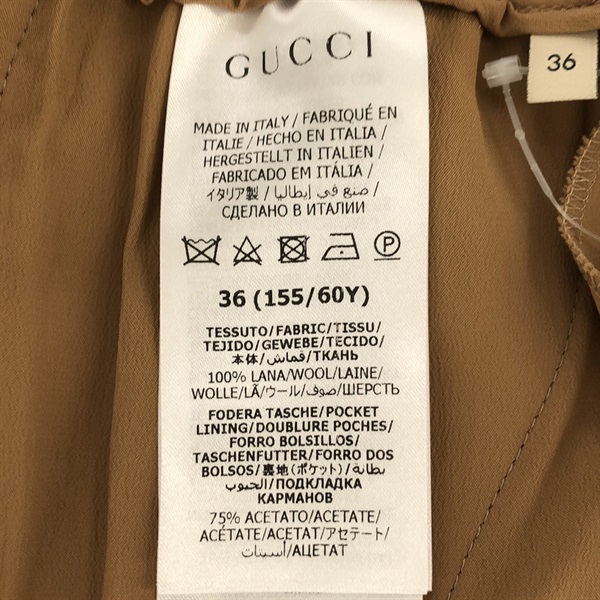 GUCCI
MADE IN ITALY / FABRIQUÉ EN
ITALIE / HECHO EN ITALIA /
HERGESTELLT IN ITALIEN /
FABRICADO EM ITÁLIA /
イタリア製 / صنع في إيطاليا /
СДЕЛАНО В ИТАЛИИ
P
36 (155/60Y)
TESSUTO/FABRIC/TISSU/
TEJIDO/GEWEBE/TECIDO/
本体/قماش/ТКАНЬ
100% LANA/WOOL/LAINE/
WOLLE/LÃ/ウール/صوف/ШЕРСТЬ
FODERA TASCHE/POCKET
LINING/DOUBLURE POCHES/
FORRO BOLSILLOS/
TASCHENFUTTER/FORRO DOS
BOLSOS/裏地(ポケット)/بطانة
الجيوب/ПОДКЛАДКА
КАРМАНОВ
75% ACETATO/ACETATE/
ACÉTATE/ACETAT/アセテート/
أسيتات/АЦЕТАТ
36